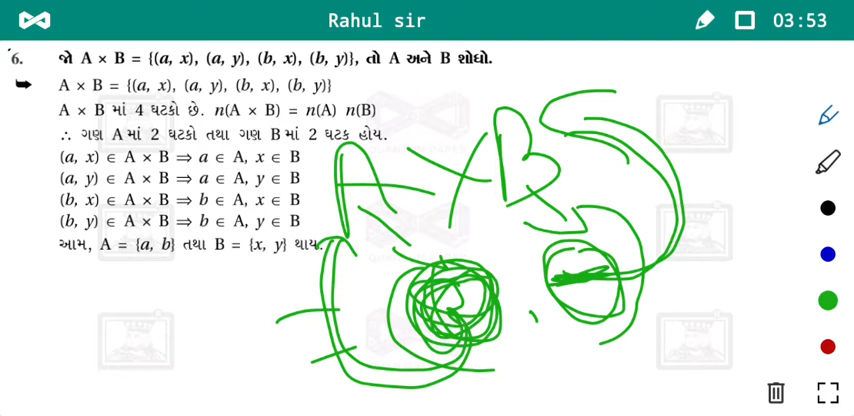 Rahul sir
03:53
6. જો A × B = {(a, x), (a, y), (b, x), (b, y)}, તો A અને B શોધો.
➥ A × B = {(a, x), (a, y), (b, x), (b, y)}
A × B માં 4 ઘટકો છે. n(A × B) = n(A) n(B)
∴ ગણ A માં 2 ઘટકો તથા ગણ B માં 2 ઘટક હોય.
(a, x) ∈ A × B ⇒ a ∈ A, x ∈ B
(a, y) ∈ A × B ⇒ a ∈ A, y ∈ B
(b, x) ∈ A × B ⇒ b ∈ A, x ∈ B
(b, y) ∈ A × B ⇒ b ∈ A, y ∈ B
આમ, A = {a, b} તથા B = {x, y} થાય.
A × B